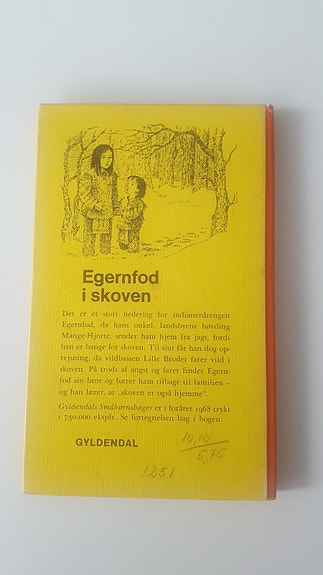 Egernfod
i skoven
Det er et stort nederlag for indianerdrengen
Egernfod, da hans onkel, landsbyens høvding
Mange-Hjorte, sender ham hjem fra jagt, fordi
han er bange for skoven. Til slut får han dog op-
rejsning, da vildbassen Lille Broder farer vild i
skoven. På trods af angst og farer finder Egern-
fod sin bror og bærer ham tilbage til familien –
og han lærer, at „skoven er også hjemme“.
Gyldendals Småbørnsbøger er i foråret 1968 trykt
i 730.000 ekspl. Se fortegnelsen bag i bogen.
GYLDENDAL
10,10
5,75
1251